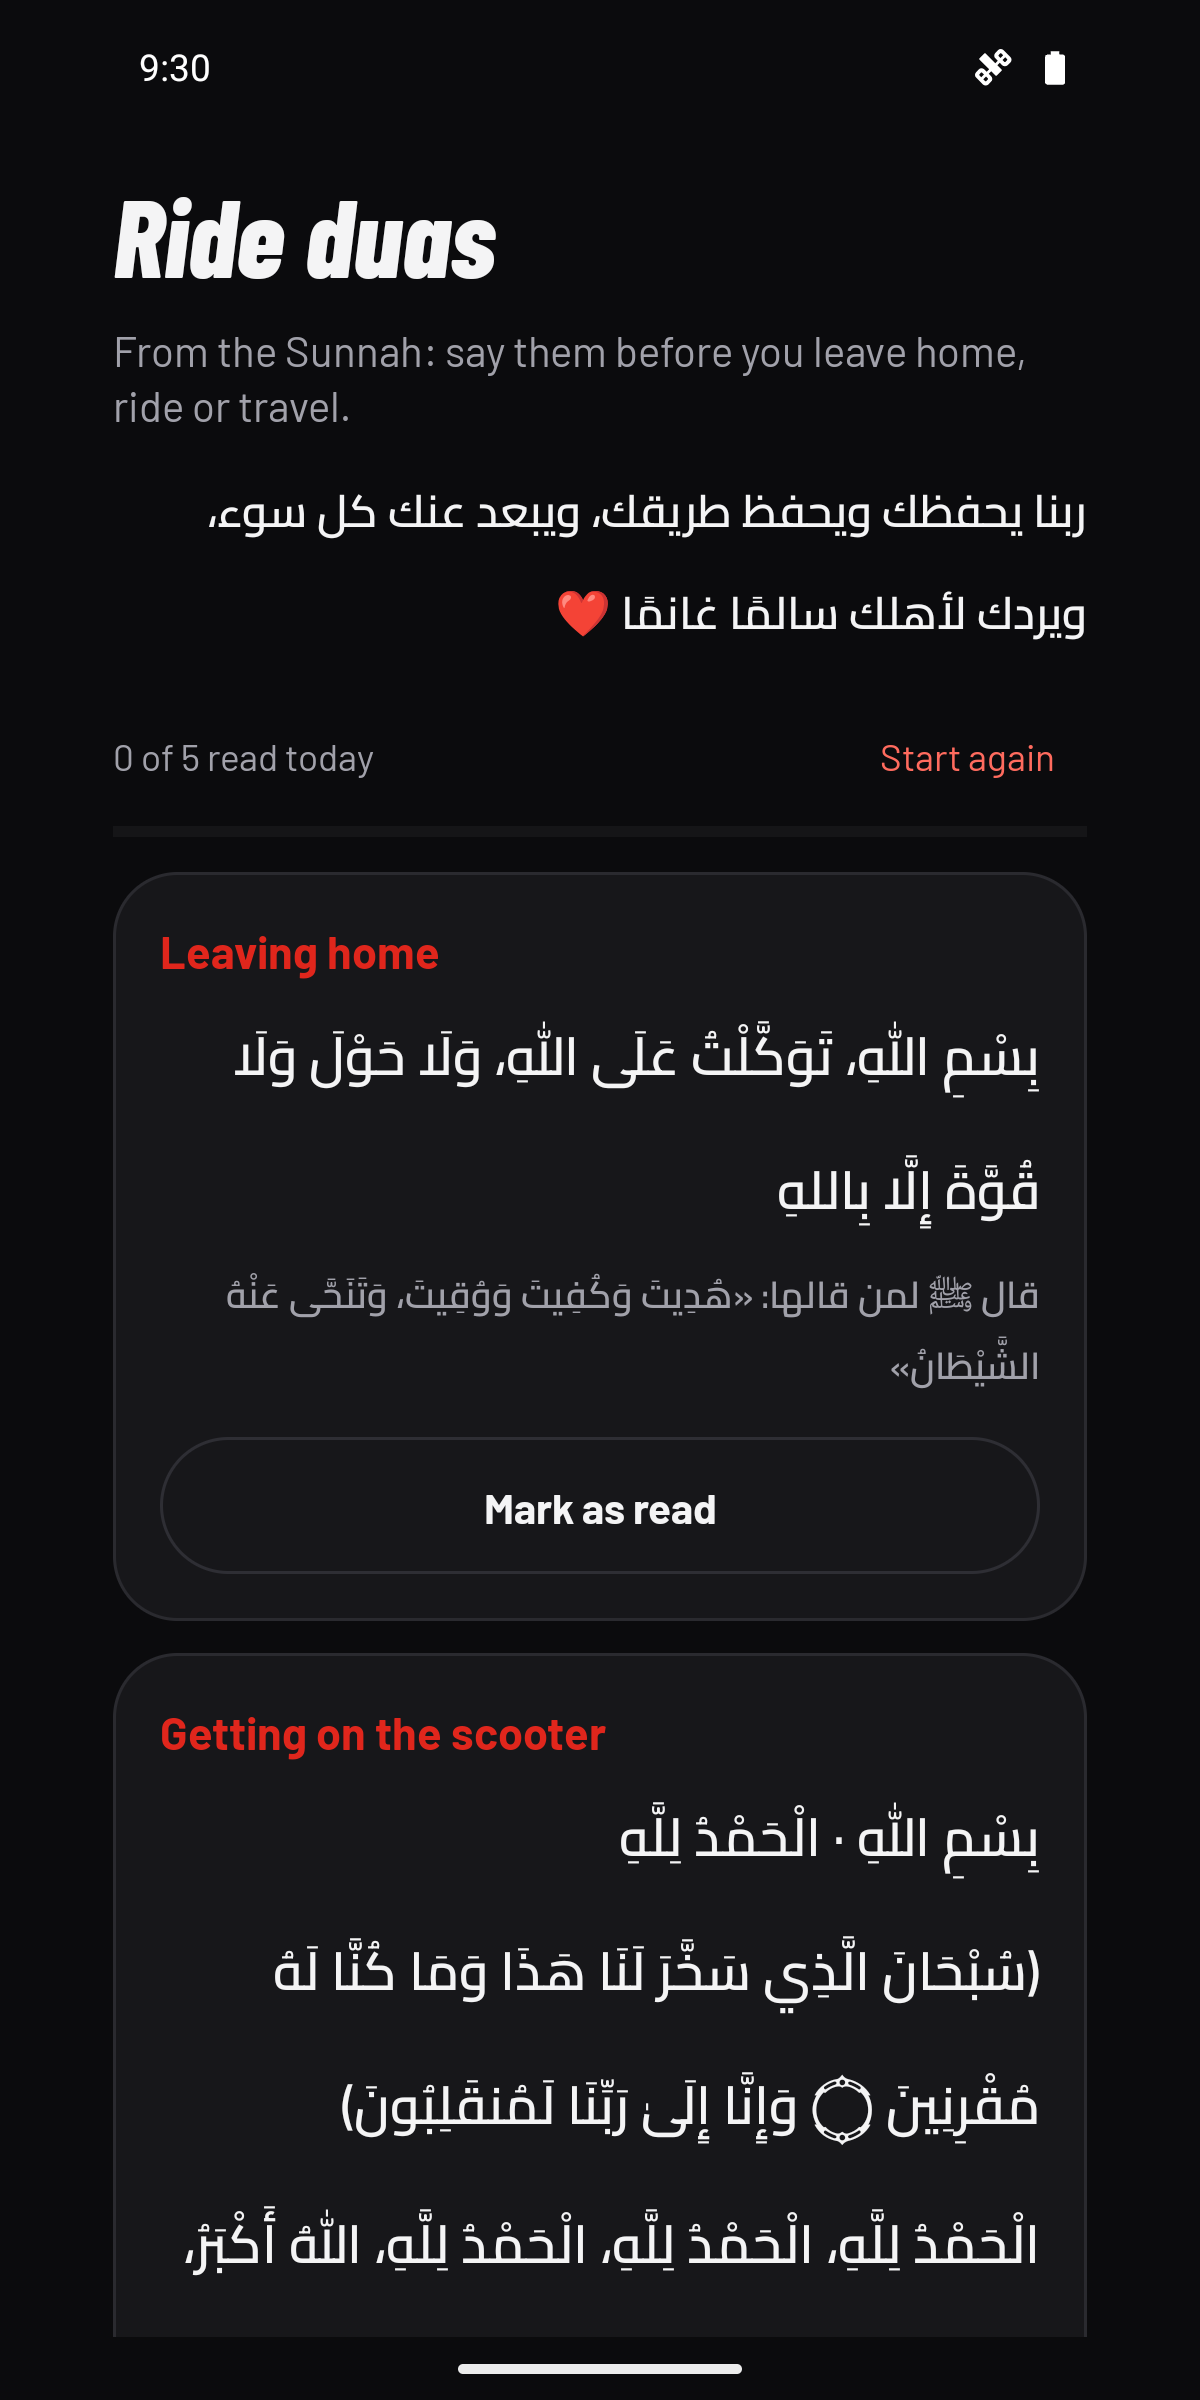 9:30
Ride duas
From the Sunnah: say them before you leave home,
ride or travel.
ربنا يحفظك ويحفظ طريقك، ويبعد عنك كل سوء،
ويردك لأهلك سالمًا غانمًا ❤️
0 of 5 read today
Start again
Leaving home
بِسْمِ اللَّهِ، تَوَكَّلْتُ عَلَى اللَّهِ، وَلَا حَوْلَ وَلَا
قُوَّةَ إِلَّا بِاللهِ
قال ﷺ لمن قالها: «هُدِيتَ وَكُفِيتَ وَوُقِيتَ، وَتَنَحَّى عَنْهُ
الشَّيْطَانُ»
Mark as read
Getting on the scooter
بِسْمِ اللَّهِ · الْحَمْدُ لِلَّهِ
(سُبْحَانَ الَّذِي سَخَّرَ لَنَا هَذَا وَمَا كُنَّا لَهُ
مُقْرِنِينَ ۝ وَإِنَّا إِلَىٰ رَبِّنَا لَمُنقَلِبُونَ)
الْحَمْدُ لِلَّهِ، الْحَمْدُ لِلَّهِ، الْحَمْدُ لِلَّهِ، اللَّهُ أَكْبَرُ،